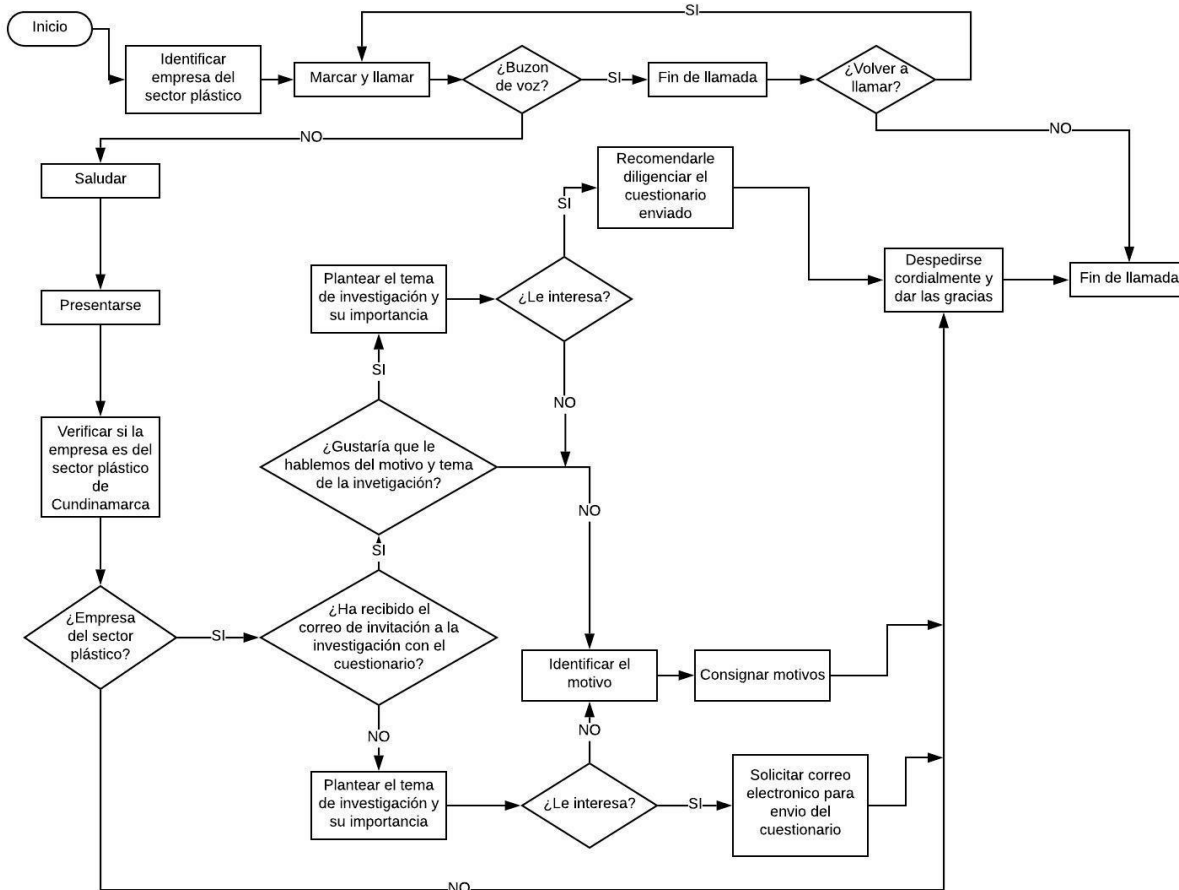 SI
Inicio
Identificar
empresa del
sector plástico
Marcar y llamar
¿Buzon
de voz?
SI
Fin de llamada
¿Volver a
llamar?
NO
NO
Saludar
Recomendarle
diligenciar el
cuestionario
enviado
SI
Presentarse
Plantear el tema
de investigación y
su importancia
¿Le interesa?
Despedirse
cordialmente y
dar las gracias
Fin de llamada
SI
NO
Verificar si la
empresa es del
sector plástico
de
Cundinamarca
¿Gustaría que le
hablemos del motivo y tema
de la invetigación?
NO
SI
¿Empresa
del sector
plástico?
SI
¿Ha recibido el
correo de invitación a la
investigación con el
cuestionario?
Identificar el
motivo
Consignar motivos
NO
NO
Plantear el tema
de investigación y
su importancia
¿Le interesa?
SI
Solicitar correo
electronico para
envio del
cuestionario
NO